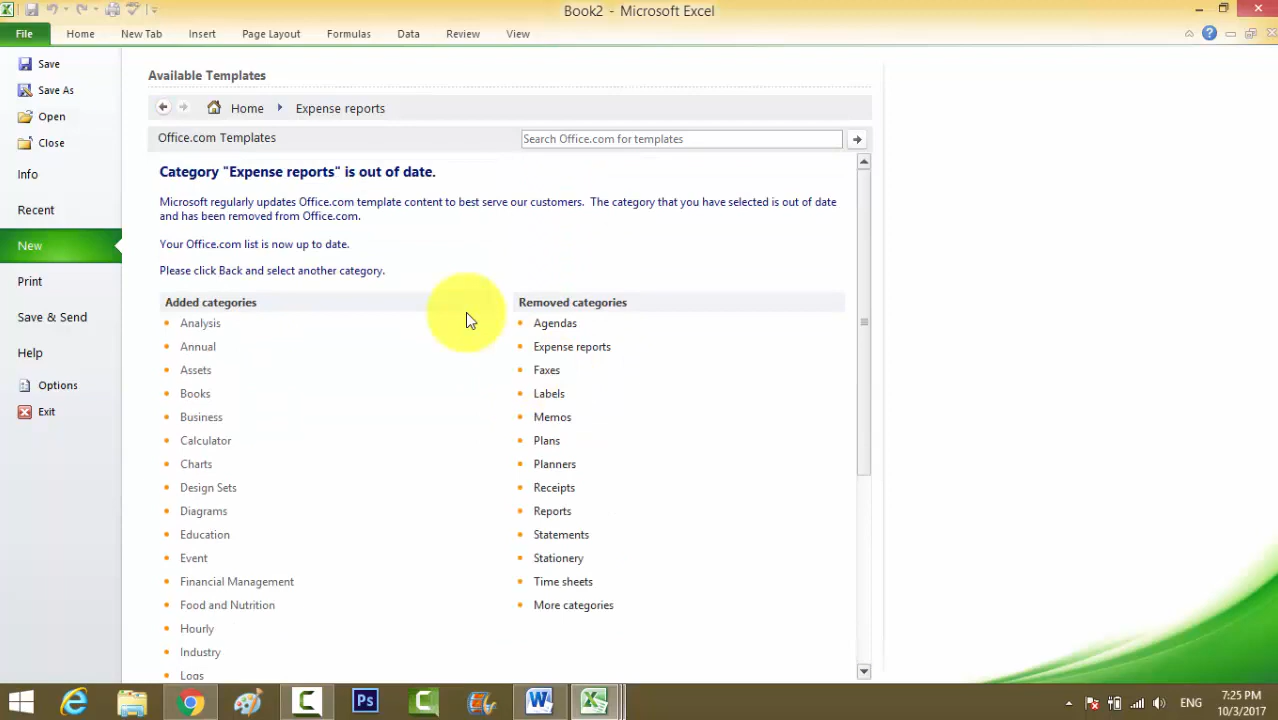 Book2 - Microsoft Excel
File Home New Tab Insert Page Layout Formulas Data Review View
Save
Save As
Open
Close
Info
Recent
New
Print
Save & Send
Help
Options
Exit
Available Templates
Home Expense reports
Office.com Templates
Search Office.com for templates
Category "Expense reports" is out of date.
Microsoft regularly updates Office.com template content to best serve our customers. The category that you have selected is out of date
and has been removed from Office.com.
Your Office.com list is now up to date.
Please click Back and select another category.
Added categories
Analysis
Annual
Assets
Books
Business
Calculator
Charts
Design Sets
Diagrams
Education
Event
Financial Management
Food and Nutrition
Hourly
Industry
Logs
Removed categories
Agendas
Expense reports
Faxes
Labels
Memos
Plans
Planners
Receipts
Reports
Statements
Stationery
Time sheets
More categories
Ps
ENG
7:25 PM
10/3/2017